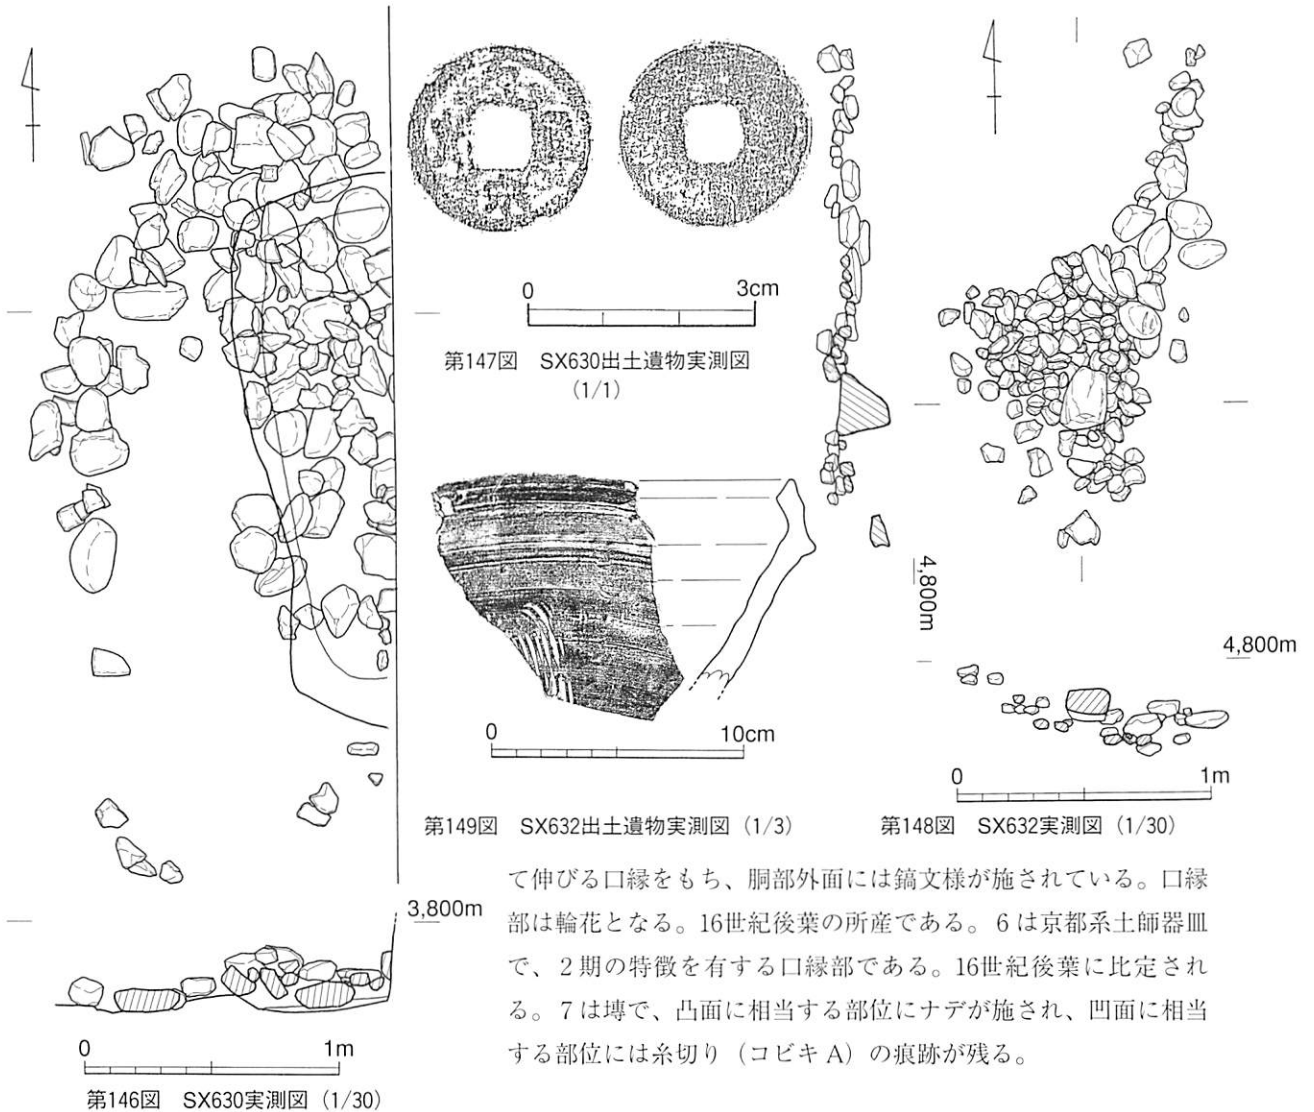 0 3cm
第147図 SX630出土遺物実測図
(1/1)
0 10cm
第149図 SX632出土遺物実測図（1/3）
4,800m
4,800m
0 1m
第148図 SX632実測図（1/30）
3,800m
0 1m
第146図 SX630実測図（1/30）
て伸びる口縁をもち、胴部外面には鎬文様が施されている。口縁
部は輪花となる。16世紀後葉の所産である。6は京都系土師器皿
で、2期の特徴を有する口縁部である。16世紀後葉に比定され
る。7は塼で、凸面に相当する部位にナデが施され、凹面に相当
する部位には糸切り（コビキA）の痕跡が残る。